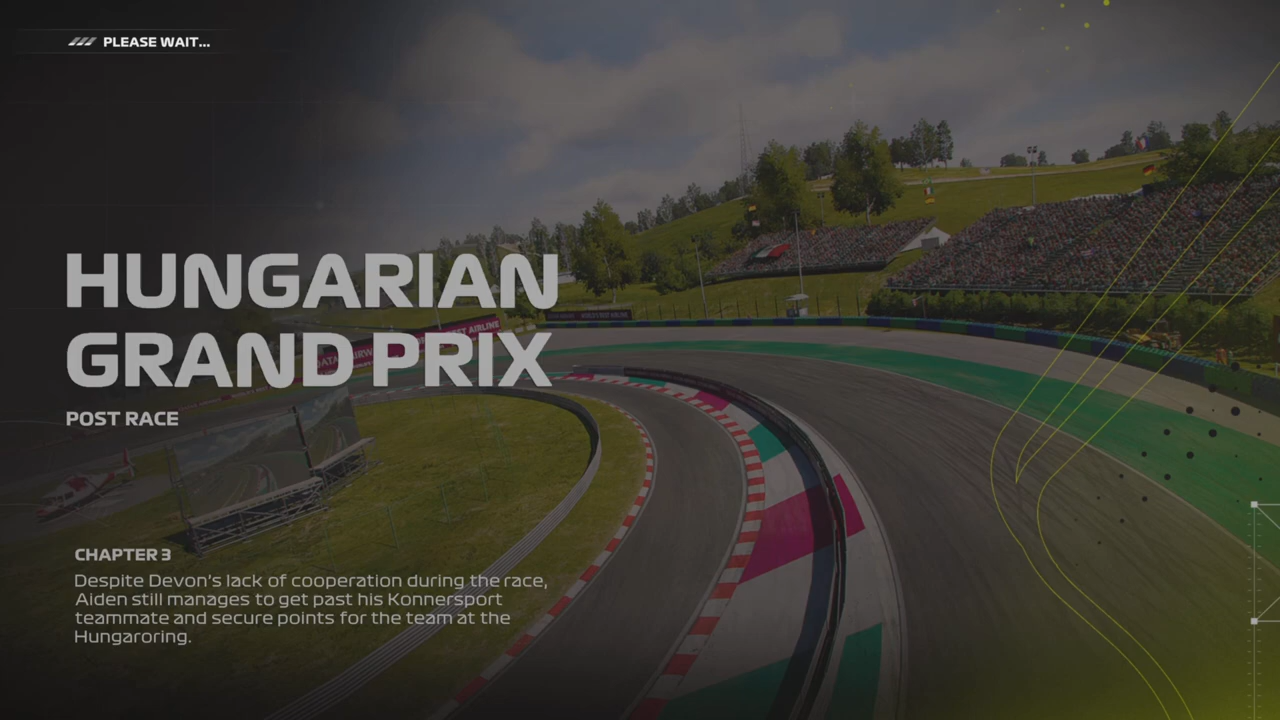 PLEASE WAIT...
HUNGARIAN
GRAND PRIX
POST RACE
CHAPTER 3
Despite Devon's lack of cooperation during the race,
Aiden still manages to get past his Konnersport
teammate and secure points for the team at the
Hungaroring.